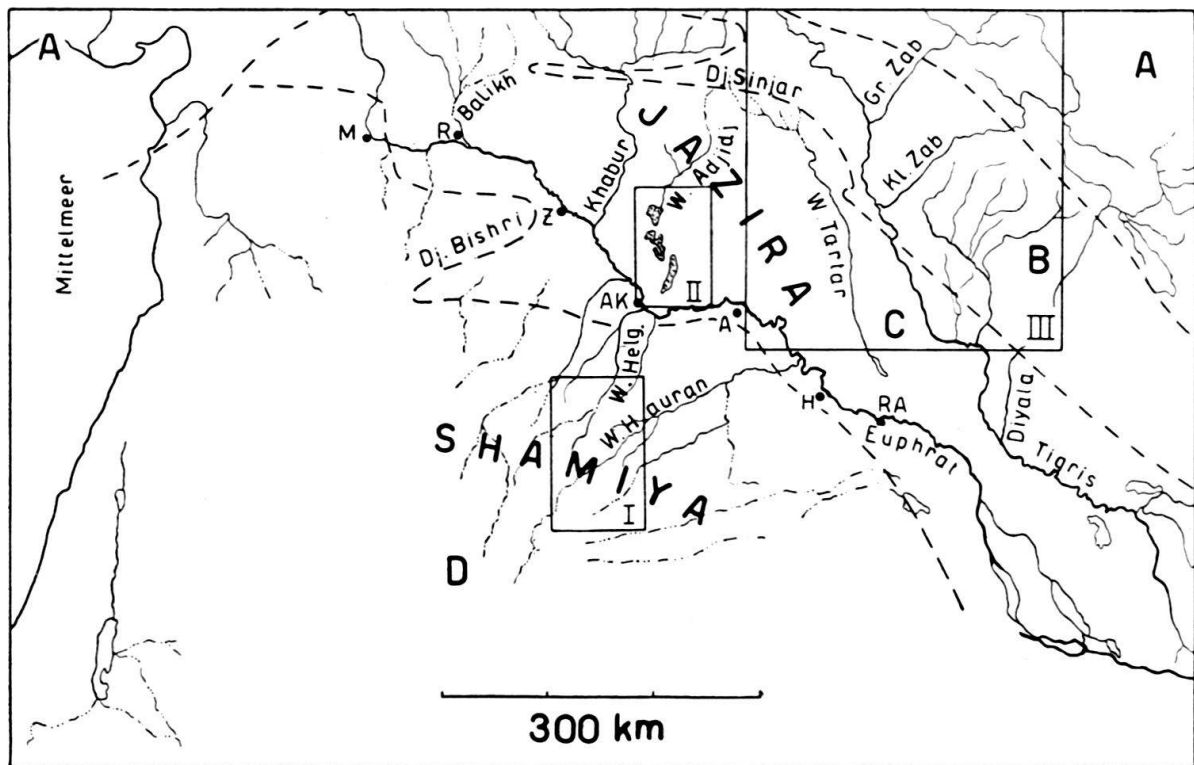 A
A
Mittelmeer
M
R
Balikh
Khabur
JAZIRA
Dj. Sinjar
W. Adjidj
Gr. Zab
Kl. Zab
W. Tartar
Dj. Bishri
Z
B
III
C
II
AK
A
W. Helg.
W. Hauran
H
RA
Euphrat
Diyala
Tigris
SHAMIYA
I
D
300 km